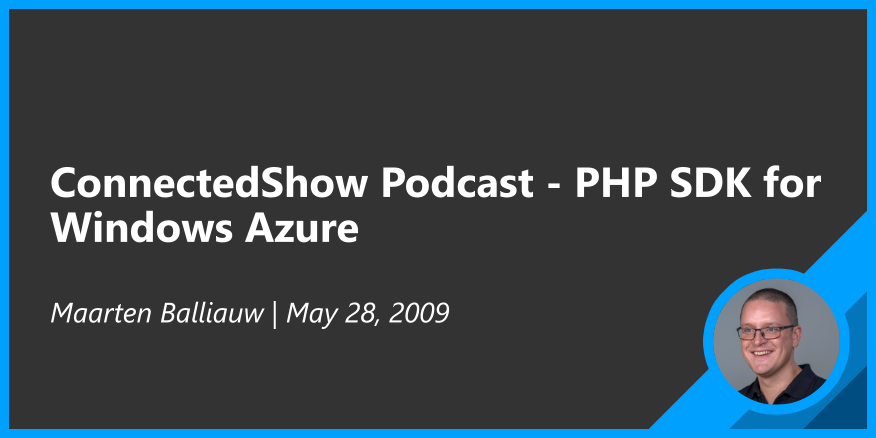 ConnectedShow Podcast - PHP SDK for
Windows Azure
Maarten Balliauw | May 28, 2009